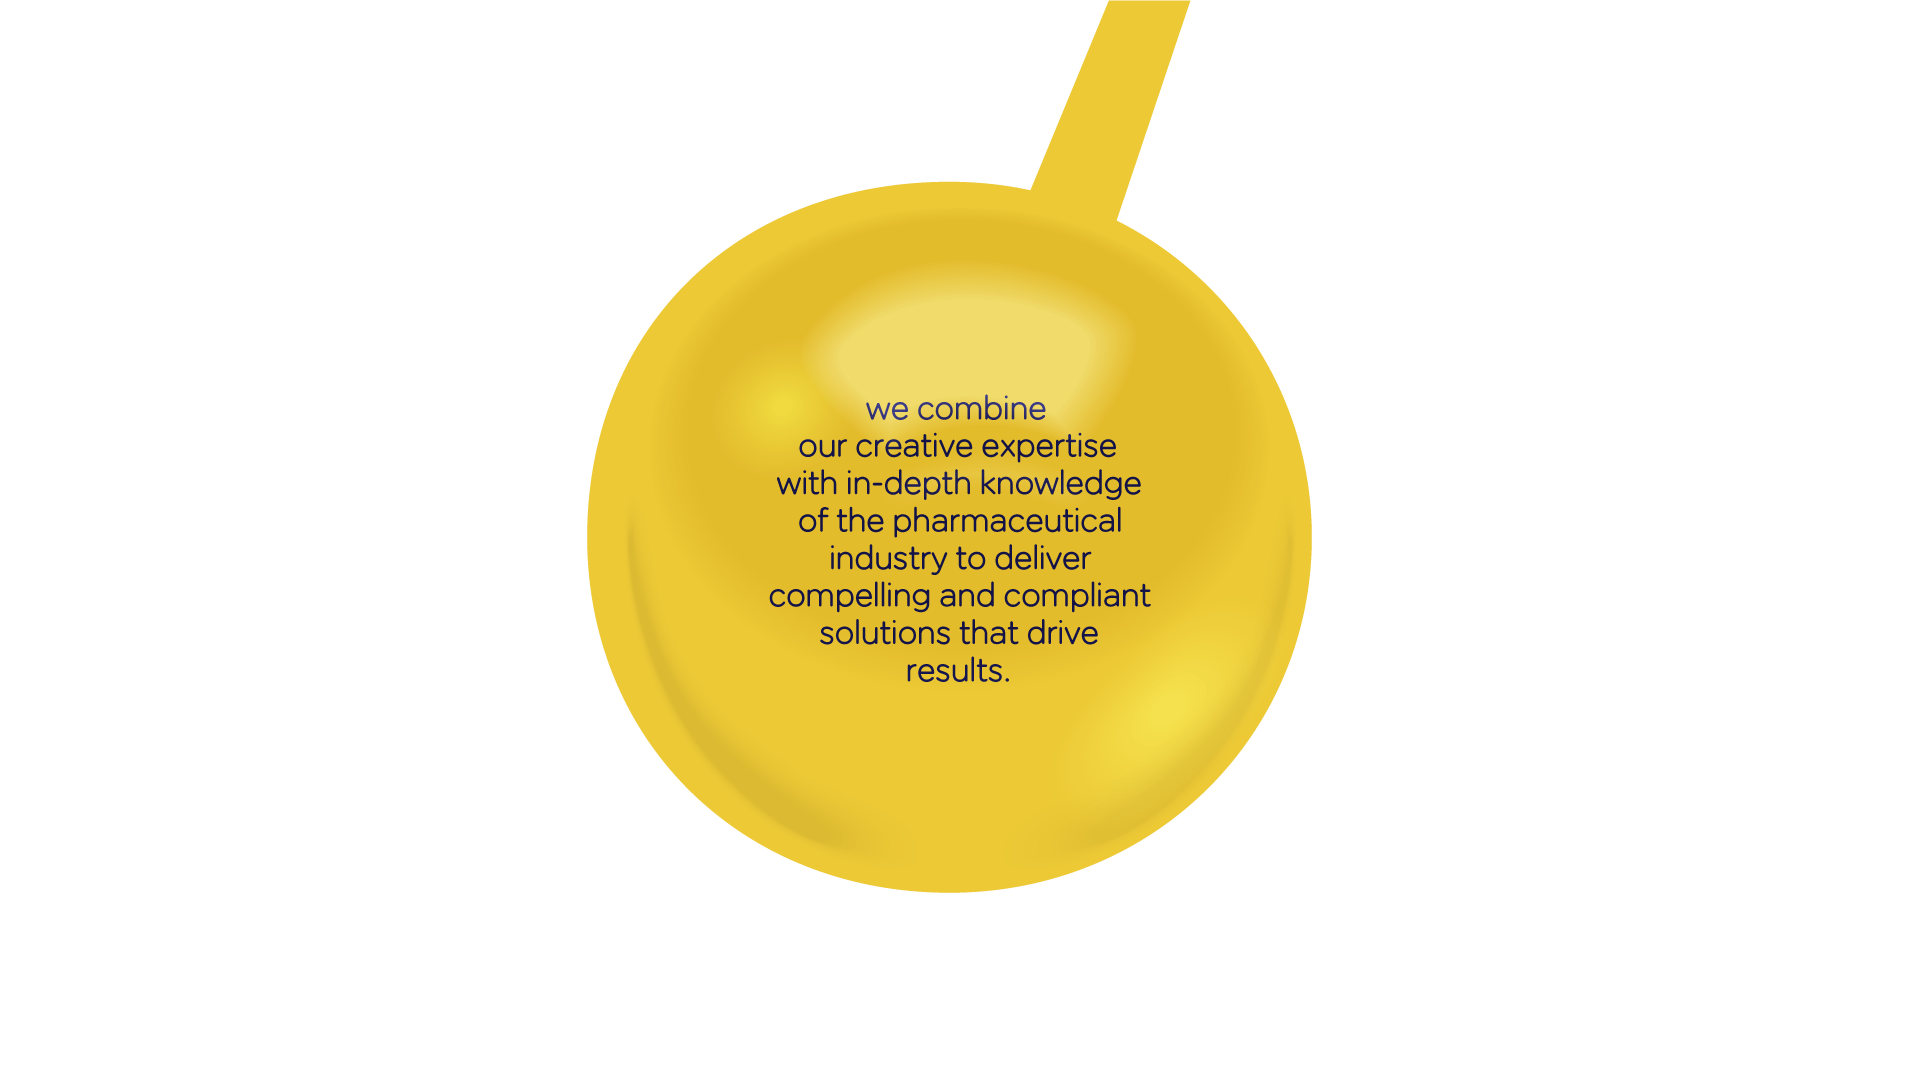 we combine
our creative expertise
with in-depth knowledge
of the pharmaceutical
industry to deliver
compelling and compliant
solutions that drive
results.